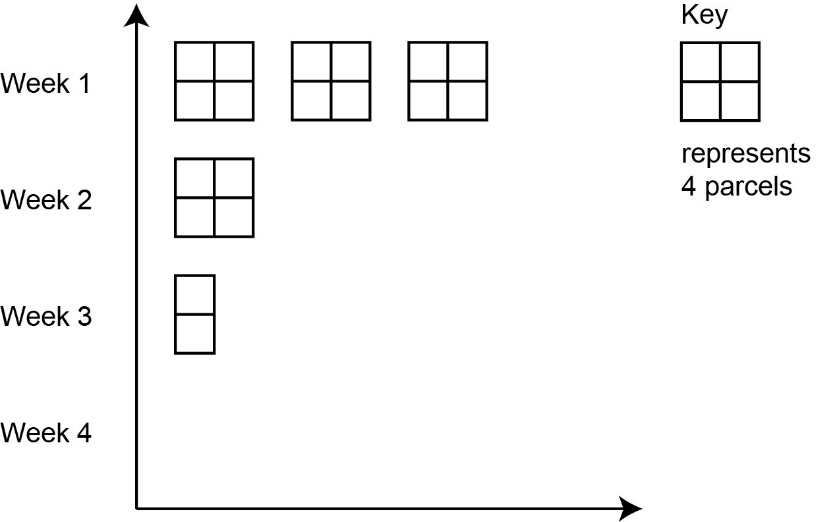 Key
Week 1
represents
4 parcels
Week 2
Week 3
Week 4